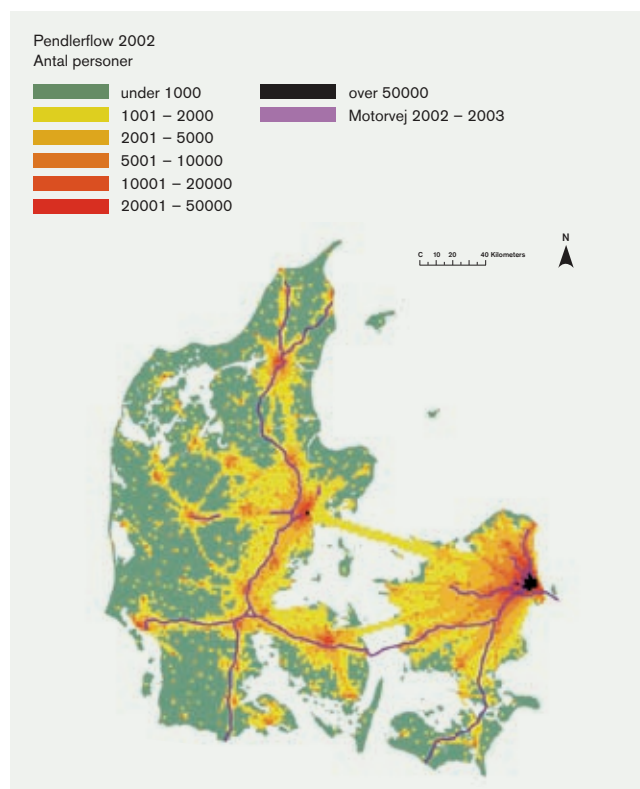 Pendlerflow 2002
Antal personer
under 1000
1001 – 2000
2001 – 5000
5001 – 10000
10001 – 20000
20001 – 50000
over 50000
Motorvej 2002 – 2003
C 10 20 40 Kilometers
N